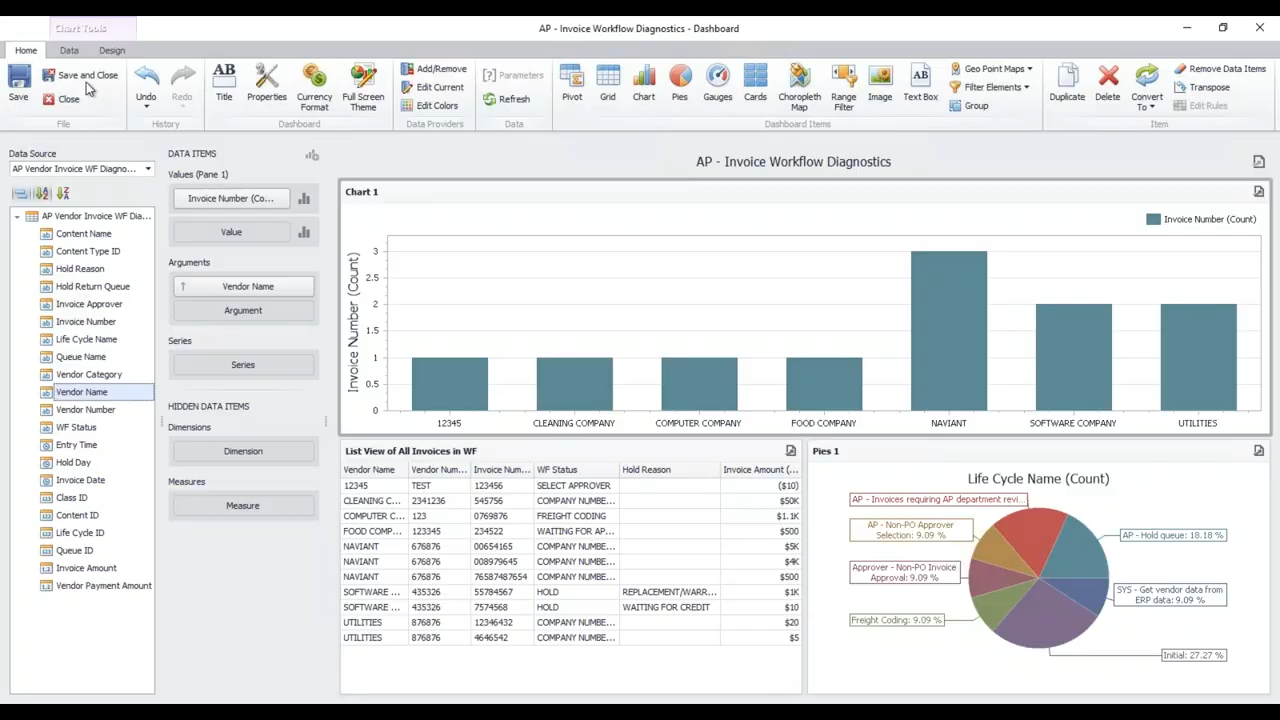 Chart Tools
AP - Invoice Workflow Diagnostics - Dashboard
Home Data Design
Save
Save and Close
Close
File
Undo
Redo
History
Title
Properties
Currency Format
Full Screen Theme
Dashboard
Add/Remove
Edit Current
Edit Colors
Data Providers
Parameters
Refresh
Data
Pivot
Grid
Chart
Pies
Gauges
Cards
Choropleth Map
Range Filter
Image
Text Box
Geo Point Maps
Filter Elements
Group
Dashboard Items
Duplicate
Delete
Convert To
Remove Data Items
Transpose
Edit Rules
Item
Data Source
AP Vendor Invoice WF Diagno...
AP Vendor Invoice WF Dia...
Content Name
Content Type ID
Hold Reason
Hold Return Queue
Invoice Approver
Invoice Number
Life Cycle Name
Queue Name
Vendor Category
Vendor Name
Vendor Number
WF Status
Entry Time
Hold Day
Invoice Date
Class ID
Content ID
Life Cycle ID
Queue ID
Invoice Amount
Vendor Payment Amount
DATA ITEMS
Values (Pane 1)
Invoice Number (Co...
Value
Arguments
Vendor Name
Argument
Series
Series
HIDDEN DATA ITEMS
Dimensions
Dimension
Measures
Measure
AP - Invoice Workflow Diagnostics
Chart 1
Invoice Number (Count)
Invoice Number (Count)
3
2.5
2
1.5
1
0.5
0
12345 CLEANING COMPANY COMPUTER COMPANY FOOD COMPANY NAVIANT SOFTWARE COMPANY UTILITIES
List View of All Invoices in WF
Vendor Name Vendor Num... Invoice Num... WF Status Hold Reason Invoice Amount (...
12345 TEST 123456 SELECT APPROVER ($10)
CLEANING C... 2341236 545756 COMPANY NUMBE... $50K
COMPUTER C... 123 0769876 FREIGHT CODING $1.1K
FOOD COMP... 123345 234522 WAITING FOR AP... $500
NAVIANT 676876 00654165 COMPANY NUMBE... $5K
NAVIANT 676876 008979645 COMPANY NUMBE... $4K
NAVIANT 676876 76587487654 COMPANY NUMBE... $500
SOFTWARE ... 435326 55784567 HOLD REPLACEMENT/WARR... $1K
SOFTWARE ... 435326 7574568 HOLD WAITING FOR CREDIT $10
UTILITIES 876876 12346432 COMPANY NUMBE... $20
UTILITIES 876876 4646542 COMPANY NUMBE... $5
Pies 1
Life Cycle Name (Count)
AP - Invoices requiring AP department revi...
AP - Non-PO Approver
Selection: 9.09 %
Approver - Non-PO Invoice
Approval: 9.09 %
Freight Coding: 9.09 %
AP - Hold queue: 18.18 %
SYS - Get vendor data from
ERP data: 9.09 %
Initial: 27.27 %